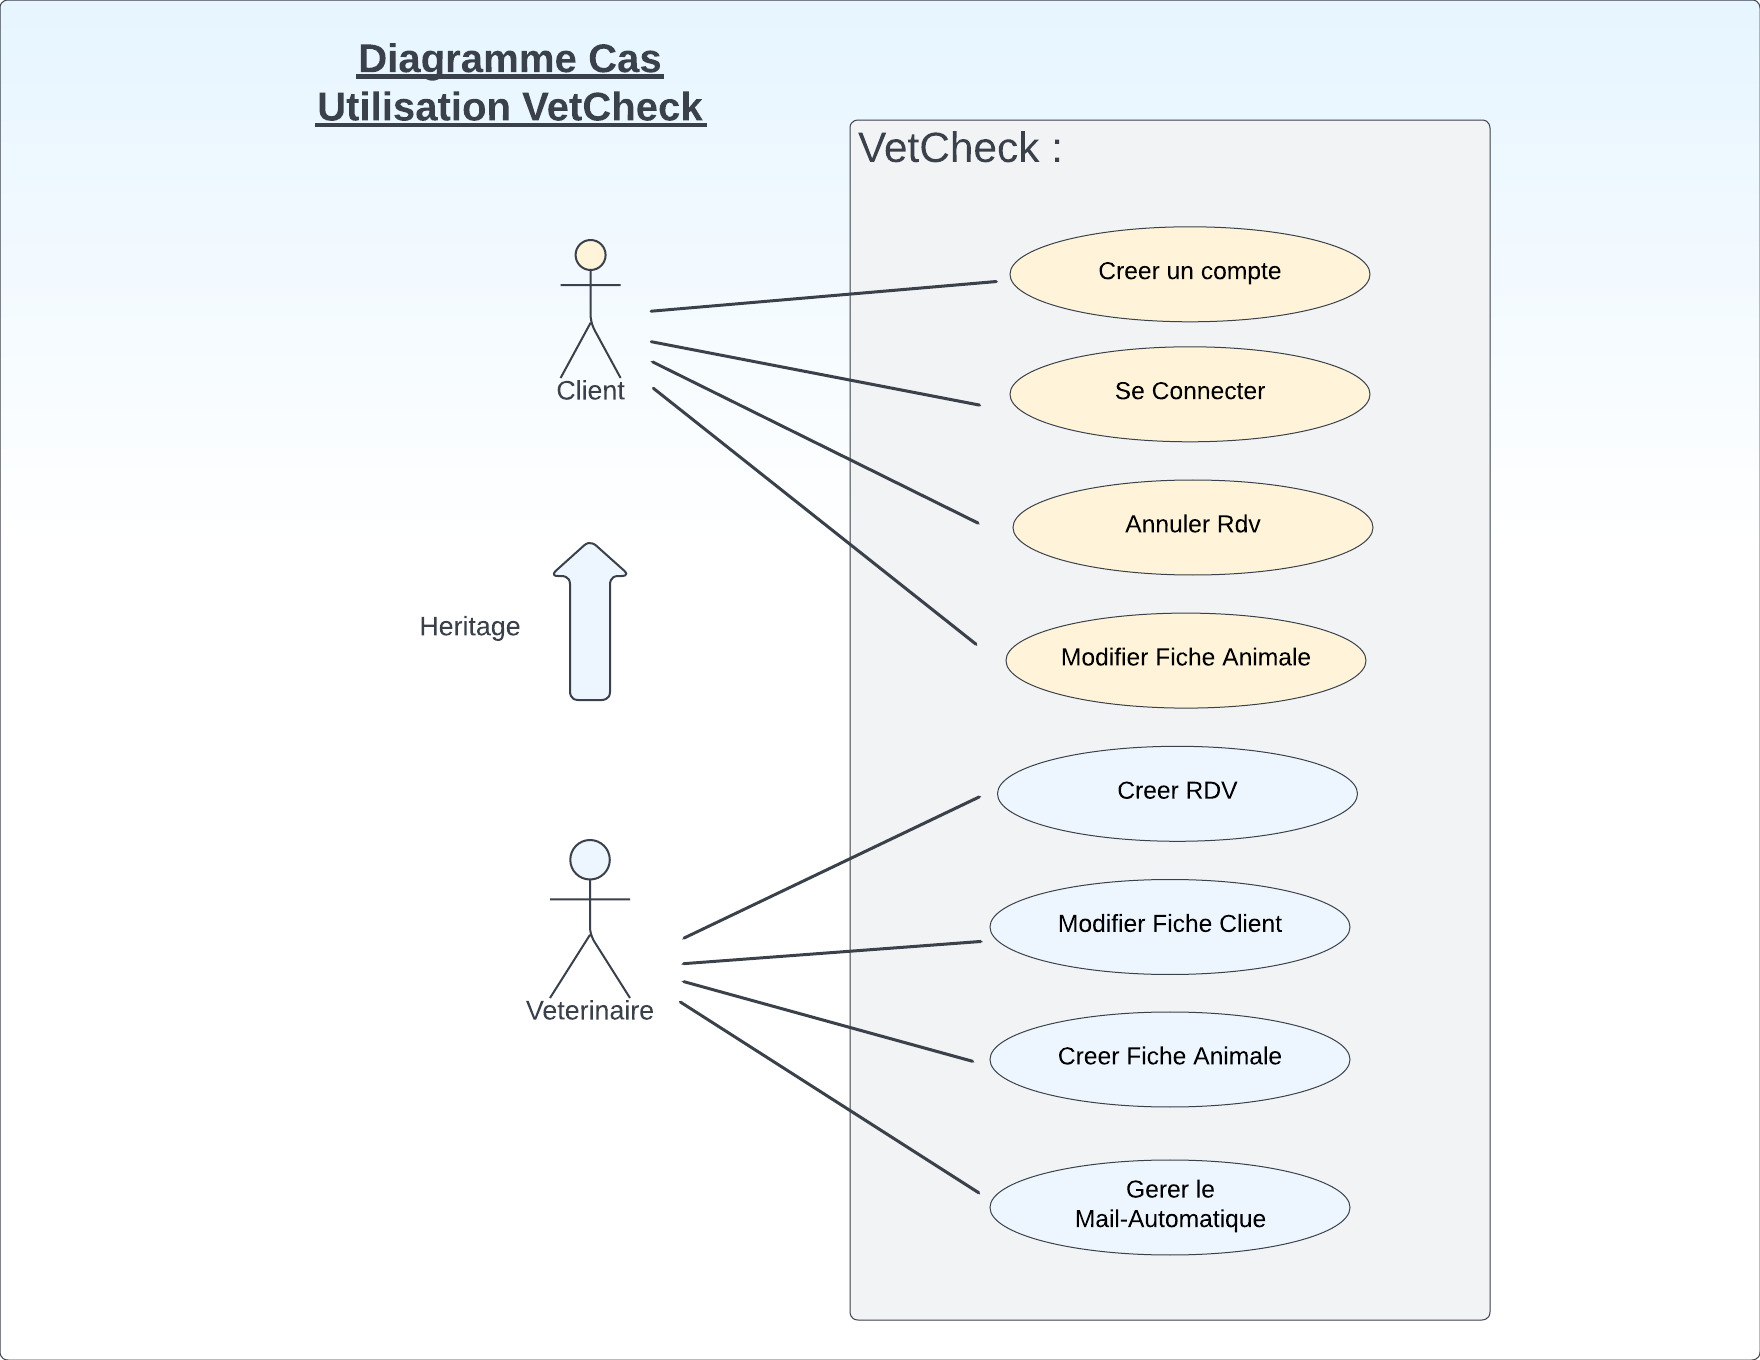 Diagramme Cas
Utilisation VetCheck
VetCheck :
Creer un compte
Se Connecter
Client
Annuler Rdv
Heritage
Modifier Fiche Animale
Creer RDV
Modifier Fiche Client
Veterinaire
Creer Fiche Animale
Gerer le
Mail-Automatique